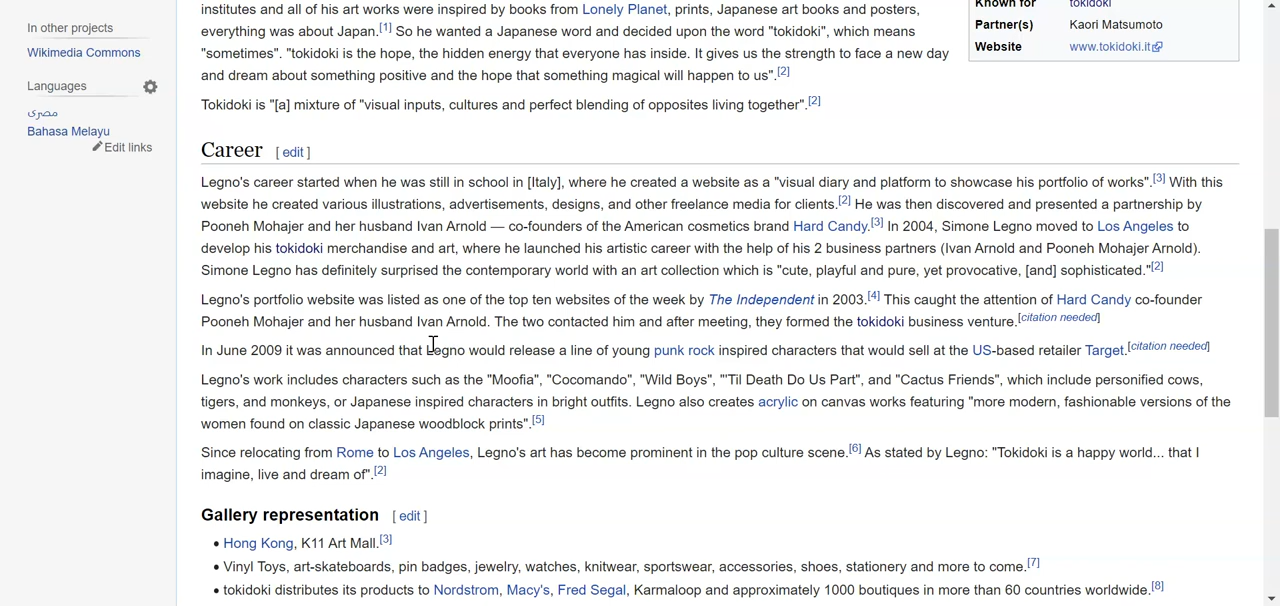 In other projects
Wikimedia Commons
Languages
مصرى
Bahasa Melayu
Edit links
institutes and all of his art works were inspired by books from Lonely Planet, prints, Japanese art books and posters,
everything was about Japan.[1] So he wanted a Japanese word and decided upon the word "tokidoki", which means
"sometimes". "tokidoki is the hope, the hidden energy that everyone has inside. It gives us the strength to face a new day
and dream about something positive and the hope that something magical will happen to us".[2]
Tokidoki is "[a] mixture of "visual inputs, cultures and perfect blending of opposites living together".[2]
Known for tokidoki
Partner(s) Kaori Matsumoto
Website www.tokidoki.it
Career [ edit ]
Legno's career started when he was still in school in [Italy], where he created a website as a "visual diary and platform to showcase his portfolio of works".[3] With this
website he created various illustrations, advertisements, designs, and other freelance media for clients.[2] He was then discovered and presented a partnership by
Pooneh Mohajer and her husband Ivan Arnold — co-founders of the American cosmetics brand Hard Candy.[3] In 2004, Simone Legno moved to Los Angeles to
develop his tokidoki merchandise and art, where he launched his artistic career with the help of his 2 business partners (Ivan Arnold and Pooneh Mohajer Arnold).
Simone Legno has definitely surprised the contemporary world with an art collection which is "cute, playful and pure, yet provocative, [and] sophisticated."[2]
Legno's portfolio website was listed as one of the top ten websites of the week by The Independent in 2003.[4] This caught the attention of Hard Candy co-founder
Pooneh Mohajer and her husband Ivan Arnold. The two contacted him and after meeting, they formed the tokidoki business venture.[citation needed]
In June 2009 it was announced that Legno would release a line of young punk rock inspired characters that would sell at the US-based retailer Target.[citation needed]
Legno's work includes characters such as the "Moofia", "Cocomando", "Wild Boys", "'Til Death Do Us Part", and "Cactus Friends", which include personified cows,
tigers, and monkeys, or Japanese inspired characters in bright outfits. Legno also creates acrylic on canvas works featuring "more modern, fashionable versions of the
women found on classic Japanese woodblock prints".[5]
Since relocating from Rome to Los Angeles, Legno's art has become prominent in the pop culture scene.[6] As stated by Legno: "Tokidoki is a happy world... that I
imagine, live and dream of".[2]
Gallery representation [ edit ]
• Hong Kong, K11 Art Mall.[3]
• Vinyl Toys, art-skateboards, pin badges, jewelry, watches, knitwear, sportswear, accessories, shoes, stationery and more to come.[7]
• tokidoki distributes its products to Nordstrom, Macy's, Fred Segal, Karmaloop and approximately 1000 boutiques in more than 60 countries worldwide.[8]